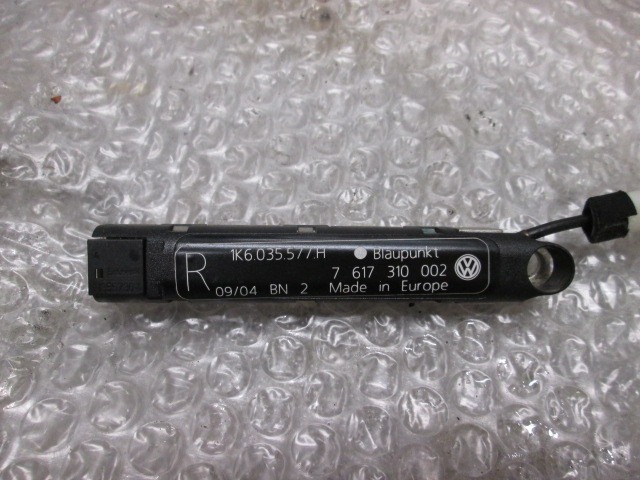 R
1K6.035.577.H Blaupunkt
7 617 310 002
09/04 BN 2 Made in Europe